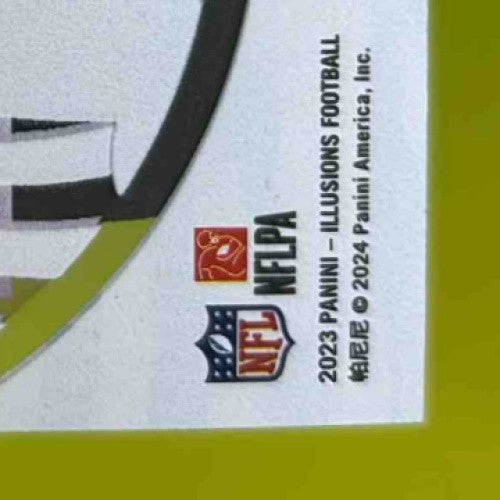 NFL
NFLPA
2023 PANINI – ILLUSIONS FOOTBALL
帕尼尼 © 2024 Panini America, Inc.